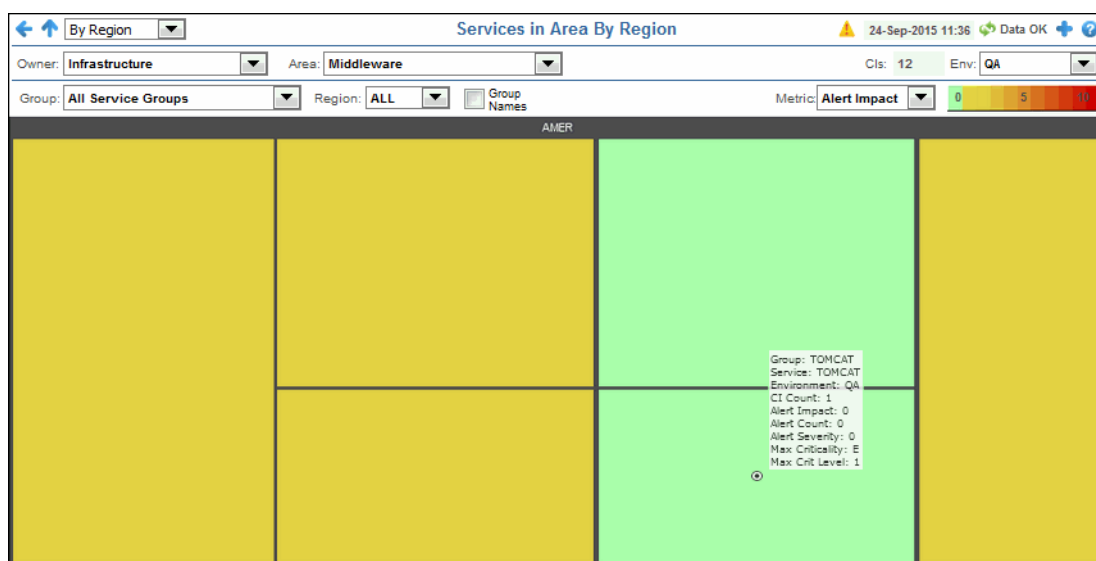 By Region Services in Area By Region 24-Sep-2015 11:36 Data OK
Owner: Infrastructure Area: Middleware CIs: 12 Env: QA
Group: All Service Groups Region: ALL Group Names Metric: Alert Impact 0 5 10
AMER
Group: TOMCAT
Service: TOMCAT
Environment: QA
CI Count: 1
Alert Impact: 0
Alert Count: 0
Alert Severity: 0
Max Criticality: E
Max Crit Level: 1